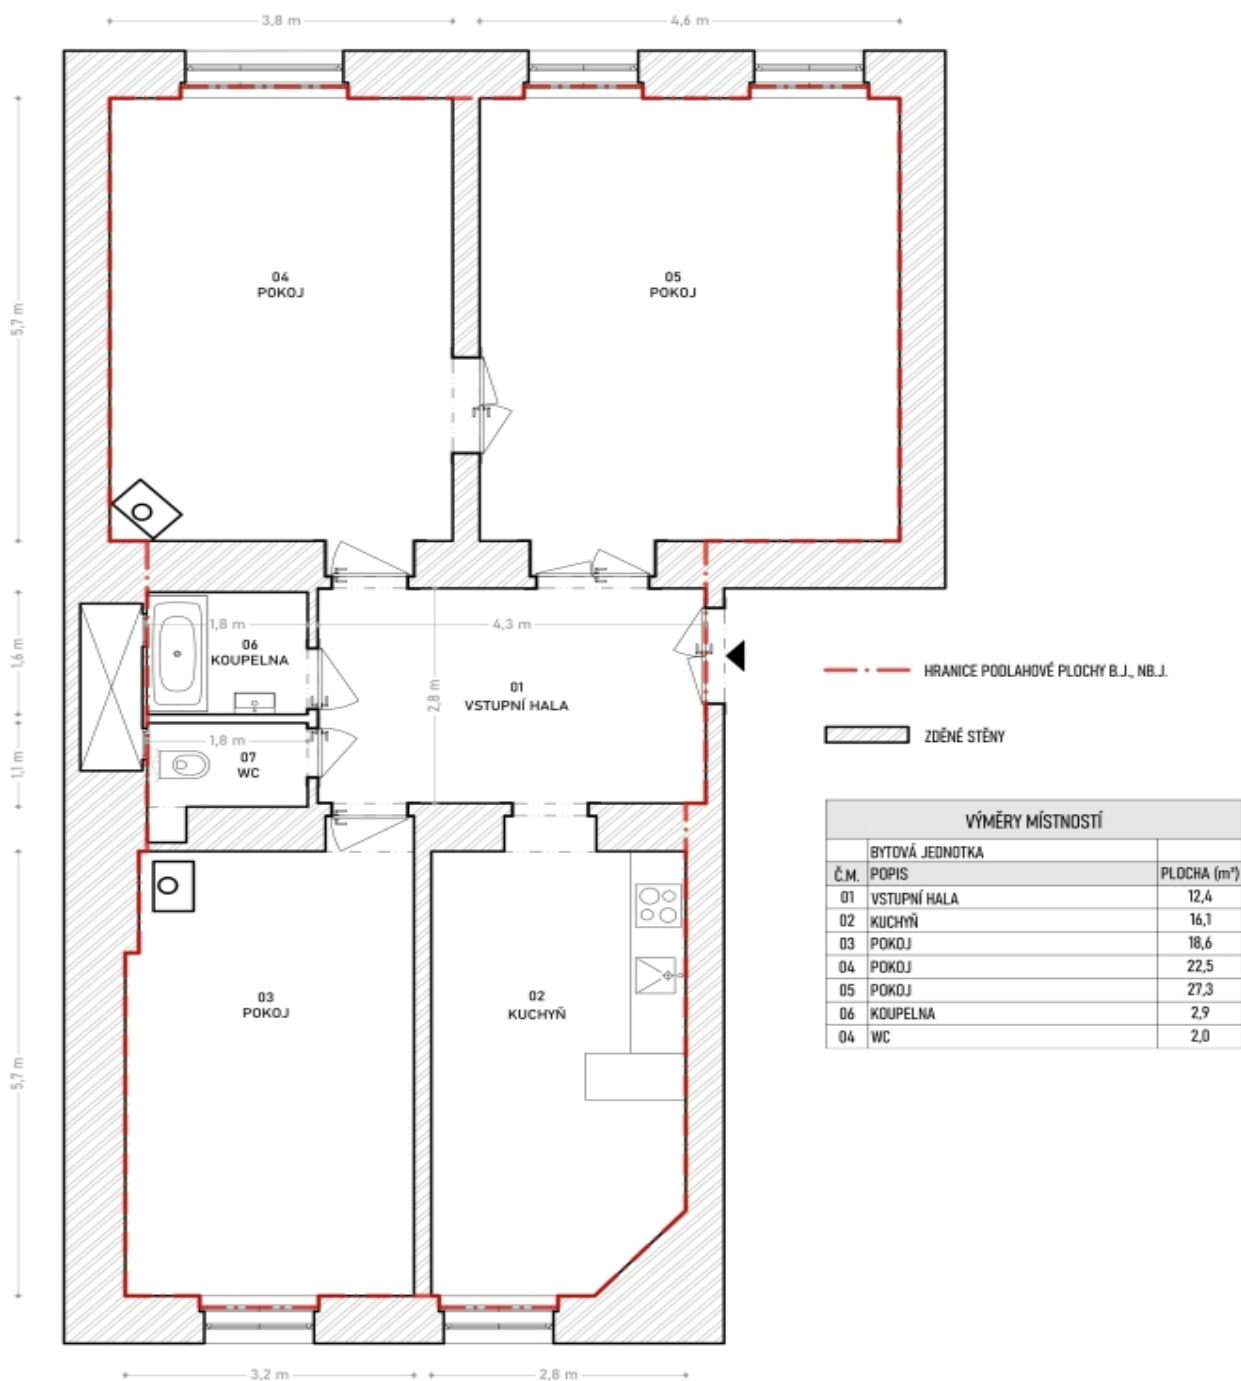 3,8 m
4,6 m
04
POKOJ
05
POKOJ
5,7 m
1,8 m
4,3 m
06
KOUPELNA
1,6 m
2,8 m
01
VSTUPNÍ HALA
1,8 m
07
WC
1,1 m
HRANICE PODLAHOVÉ PLOCHY B.J., NB.J.
ZDĚNÉ STĚNY
VÝMĚRY MÍSTNOSTÍ
BYTOVÁ JEDNOTKA
Č.M. POPIS PLOCHA (m²)
01 VSTUPNÍ HALA 12,4
02 KUCHYŇ 16,1
03 POKOJ 18,6
04 POKOJ 22,5
05 POKOJ 27,3
06 KOUPELNA 2,9
04 WC 2,0
03
POKOJ
02
KUCHYŇ
5,7 m
3,2 m
2,8 m